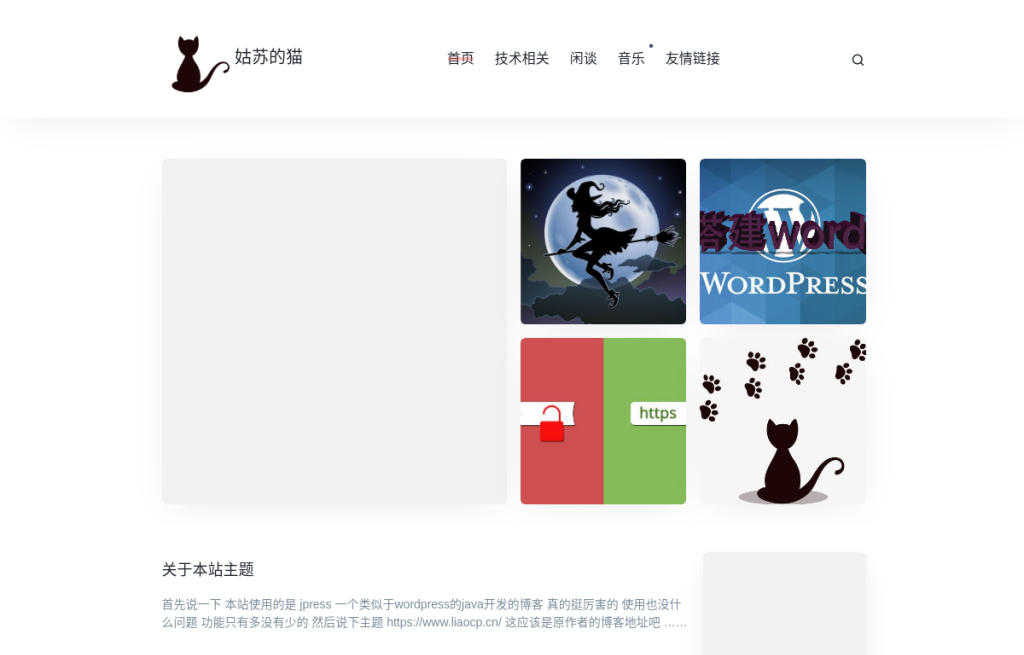 姑苏的猫
首页 技术相关 闲谈 音乐 友情链接
搭建word
WORDPRESS
https
关于本站主题
首先说一下 本站使用的是 jpress 一个类似于wordpress的java开发的博客 真的挺厉害的 使用也没什
么问题 功能只有多没有少的 然后说下主题 https://www.liaocp.cn/ 这应该是原作者的博客地址吧 ……